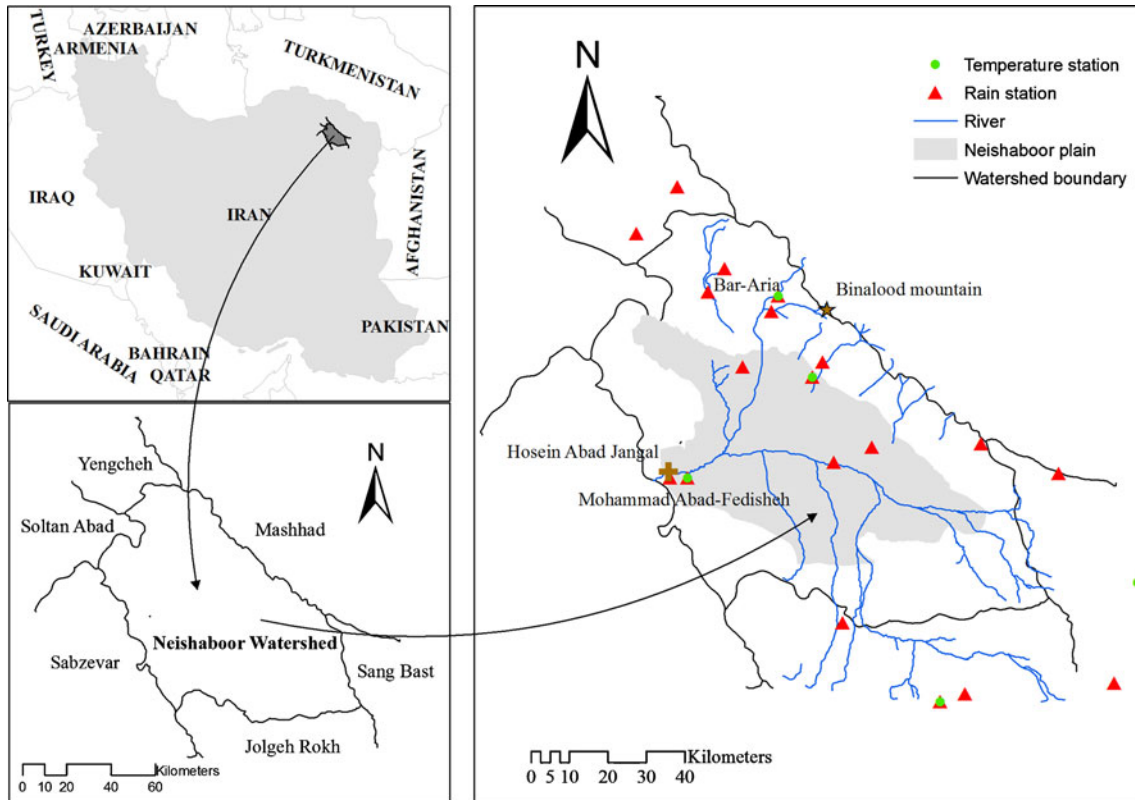 TURKEY
AZERBAIJAN
ARMENIA
TURKMENISTAN
IRAQ
IRAN
AFGHANISTAN
KUWAIT
SAUDI ARABIA
BAHRAIN
QATAR
PAKISTAN
N
Yengcheh
Soltan Abad
Mashhad
Neishaboor Watershed
Sabzevar
Sang Bast
Jolgeh Rokh
Kilometers
0 10 20 40 60
N
Temperature station
Rain station
River
Neishaboor plain
Watershed boundary
Bar-Aria
Binalood mountain
Hosein Abad Jangal
Mohammad Abad-Fedisheh
Kilometers
0 5 10 20 30 40